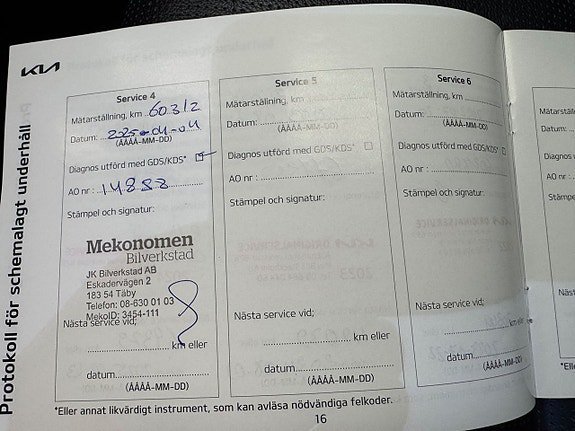 KIA
Protokoll för schemalagt underhåll
Service 4
Mätarställning, km 60312
Datum: 2025-04-04
(ÅÅÅÅ-MM-DD)
Diagnos utförd med GDS/KDS*
AO nr: 14888
Stämpel och signatur:
Mekonomen
Bilverkstad
JK Bilverkstad AB
Eskadervägen 2
183 54 Täby
Telefon: 08-630 01 03
MekoID: 3454-111
Nästa service vid;
km eller
datum
(ÅÅÅÅ-MM-DD)
Service 5
Mätarställning, km
Datum:
(ÅÅÅÅ-MM-DD)
Diagnos utförd med GDS/KDS*
AO nr:
Stämpel och signatur:
Nästa service vid;
km eller
datum
(ÅÅÅÅ-MM-DD)
Service 6
Mätarställning, km
Datum:
(ÅÅÅÅ-MM-DD)
Diagnos utförd med GDS/KDS*
AO nr:
Stämpel och signatur:
Nästa service vid;
km eller
datum
(ÅÅÅÅ-MM-DD)
*Eller annat likvärdigt instrument, som kan avläsa nödvändiga felkoder.
16